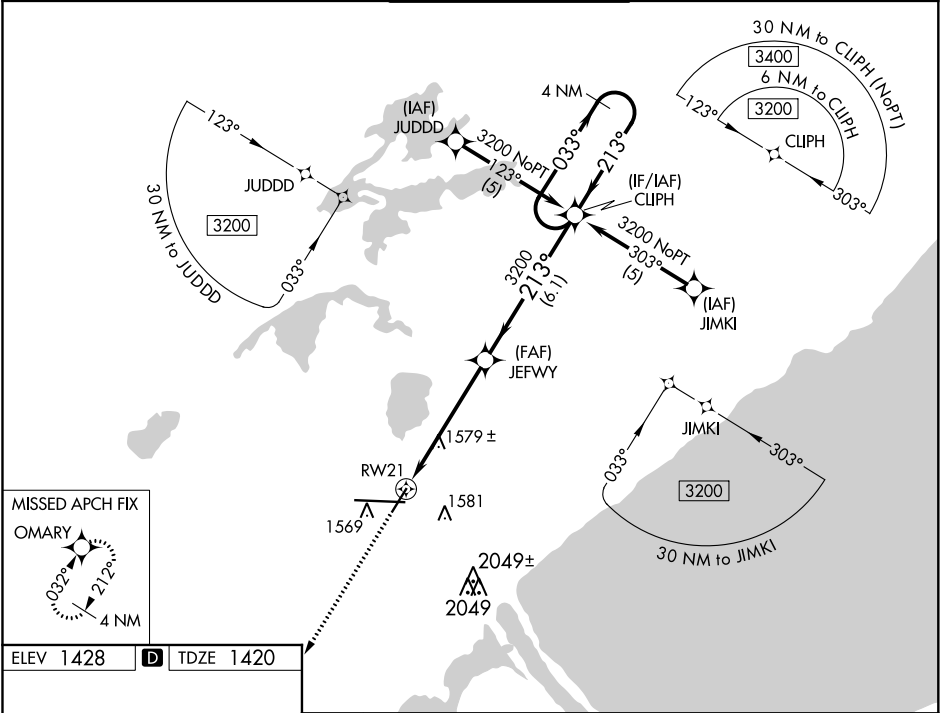 30 NM to CLIPH (NoPT)
3400
6 NM to CLIPH
3200
123°
CLIPH
303°
4 NM
(IAF)
JUDDD
3200 NoPT
123°
(5)
033°
213°
(IF/IAF)
CLIPH
123°
JUDDD
3200
30 NM to JUDDD
033°
3200 NoPT
303°
(5)
(IAF)
JIMKI
3200
213°
(6.1)
(FAF)
JEFWY
1579 ±
RW21
1569
1581
JIMKI
033°
303°
3200
30 NM to JIMKI
2049±
2049
MISSED APCH FIX
OMARY
032°
212°
4 NM
ELEV 1428 D TDZE 1420